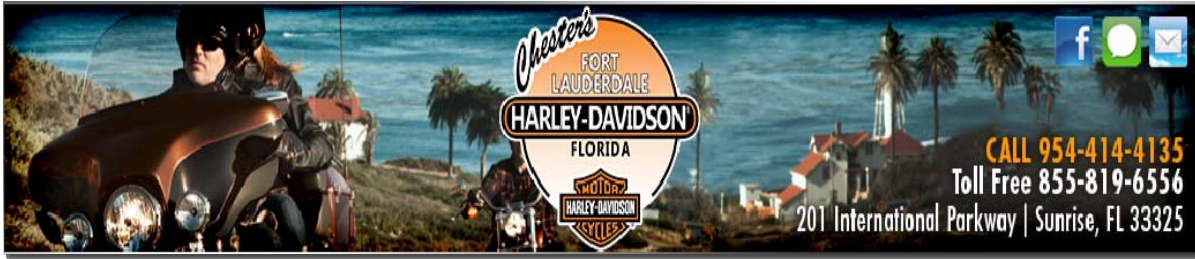 Chester's
FORT
LAUDERDALE
HARLEY-DAVIDSON®
FLORIDA
MOTOR
HARLEY-DAVIDSON
CYCLES
f
CALL 954-414-4135
Toll Free 855-819-6556
201 International Parkway | Sunrise, FL 33325